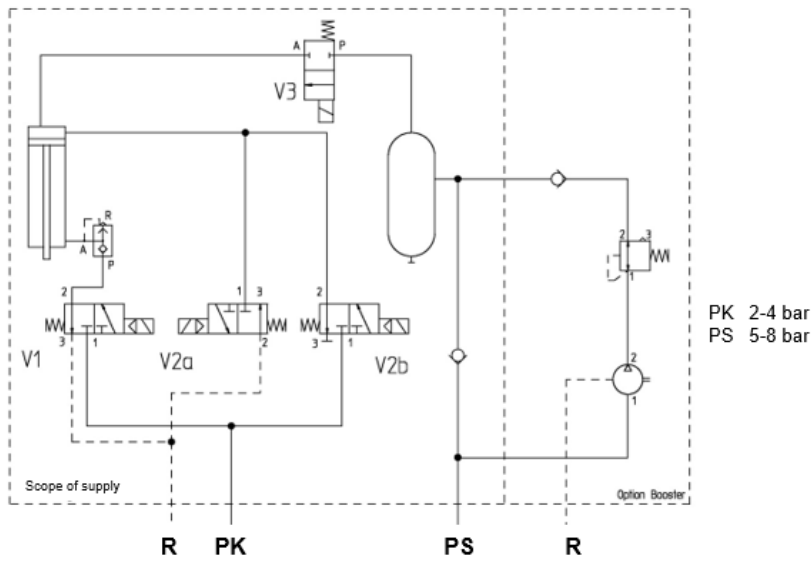 A P
V3
R
A
P
2
3 1
V1
1 3
2
V2a
2
3 1
V2b
2 3
1
2
1
PK 2-4 bar
PS 5-8 bar
Scope of supply
Option Booster
R PK PS R